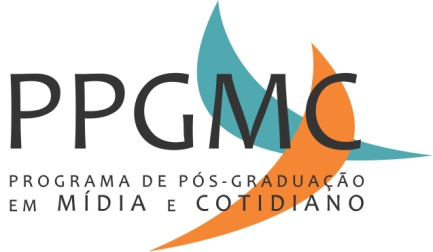 PPGMC
PROGRAMA DE PÓS-GRADUAÇÃO
EM MÍDIA E COTIDIANO